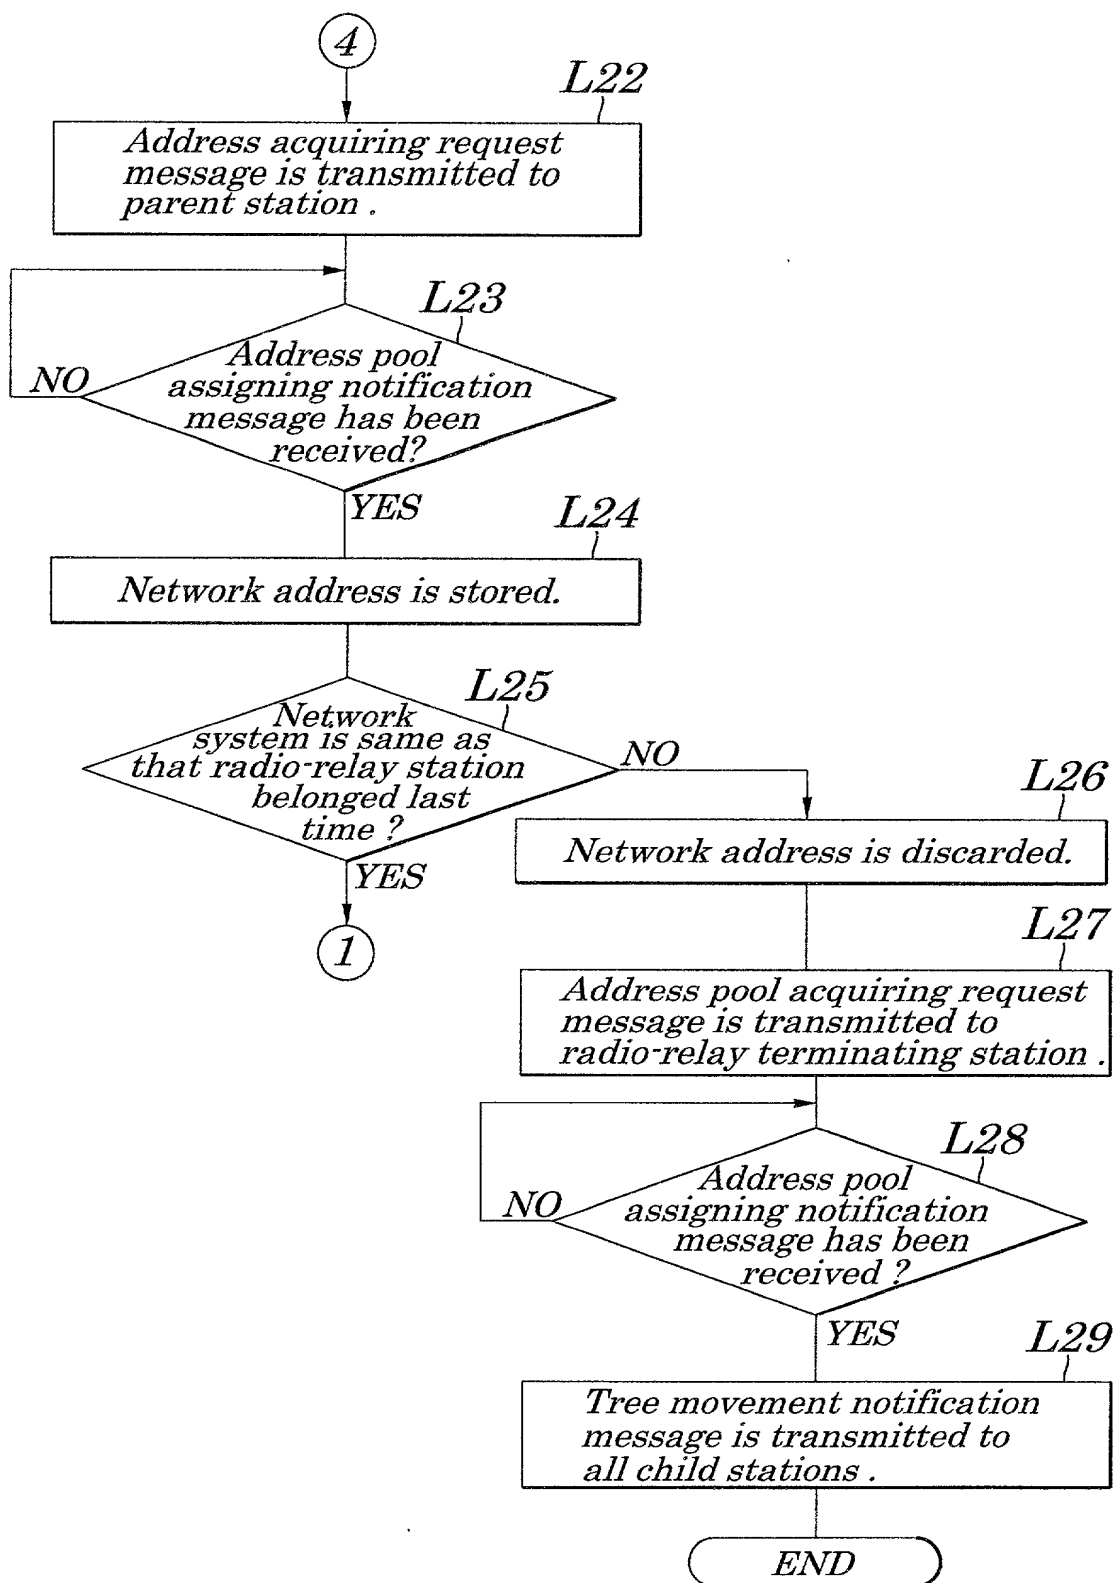 4
L22
Address acquiring request
message is transmitted to
parent station .
L23
Address pool
assigning notification
message has been
received?
NO
YES
L24
Network address is stored.
L25
Network
system is same as
that radio-relay station
belonged last
time ?
NO
YES
1
L26
Network address is discarded.
L27
Address pool acquiring request
message is transmitted to
radio-relay terminating station .
L28
Address pool
assigning notification
message has been
received ?
NO
YES
L29
Tree movement notification
message is transmitted to
all child stations .
END